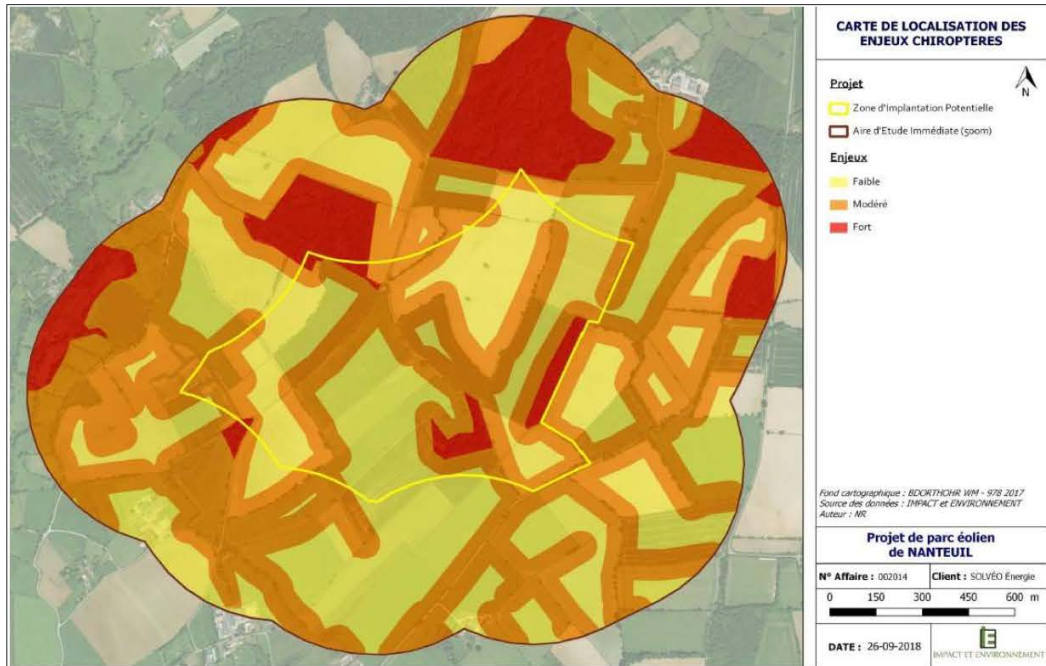 CARTE DE LOCALISATION DES
ENJEUX CHIROPTERES
Projet
N
Zone d'Implantation Potentielle
Aire d'Etude Immédiate (500m)
Enjeux
Faible
Modéré
Fort
Fond cartographique : BDORTHOHR WM - 978 2017
Source des données : IMPACT et ENVIRONNEMENT
Auteur : NR
Projet de parc éolien
de NANTEUIL
N° Affaire : 002014 Client : SOLVÉO Énergie
0 150 300 450 600 m
DATE : 26-09-2018
IMPACT ET ENVIRONNEMENT